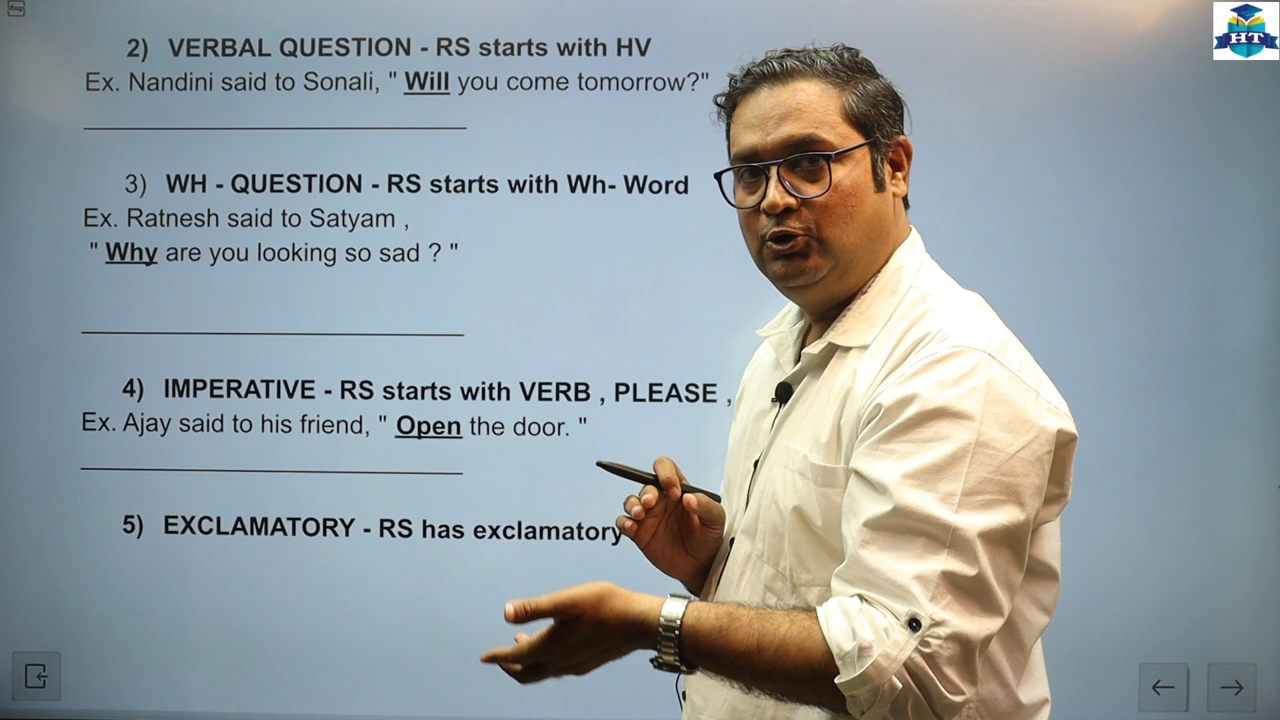 HT
2) VERBAL QUESTION - RS starts with HV
Ex. Nandini said to Sonali, " Will you come tomorrow?"
3) WH - QUESTION - RS starts with Wh- Word
Ex. Ratnesh said to Satyam ,
" Why are you looking so sad ? "
4) IMPERATIVE - RS starts with VERB , PLEASE ,
Ex. Ajay said to his friend, " Open the door. "
5) EXCLAMATORY - RS has exclamatory